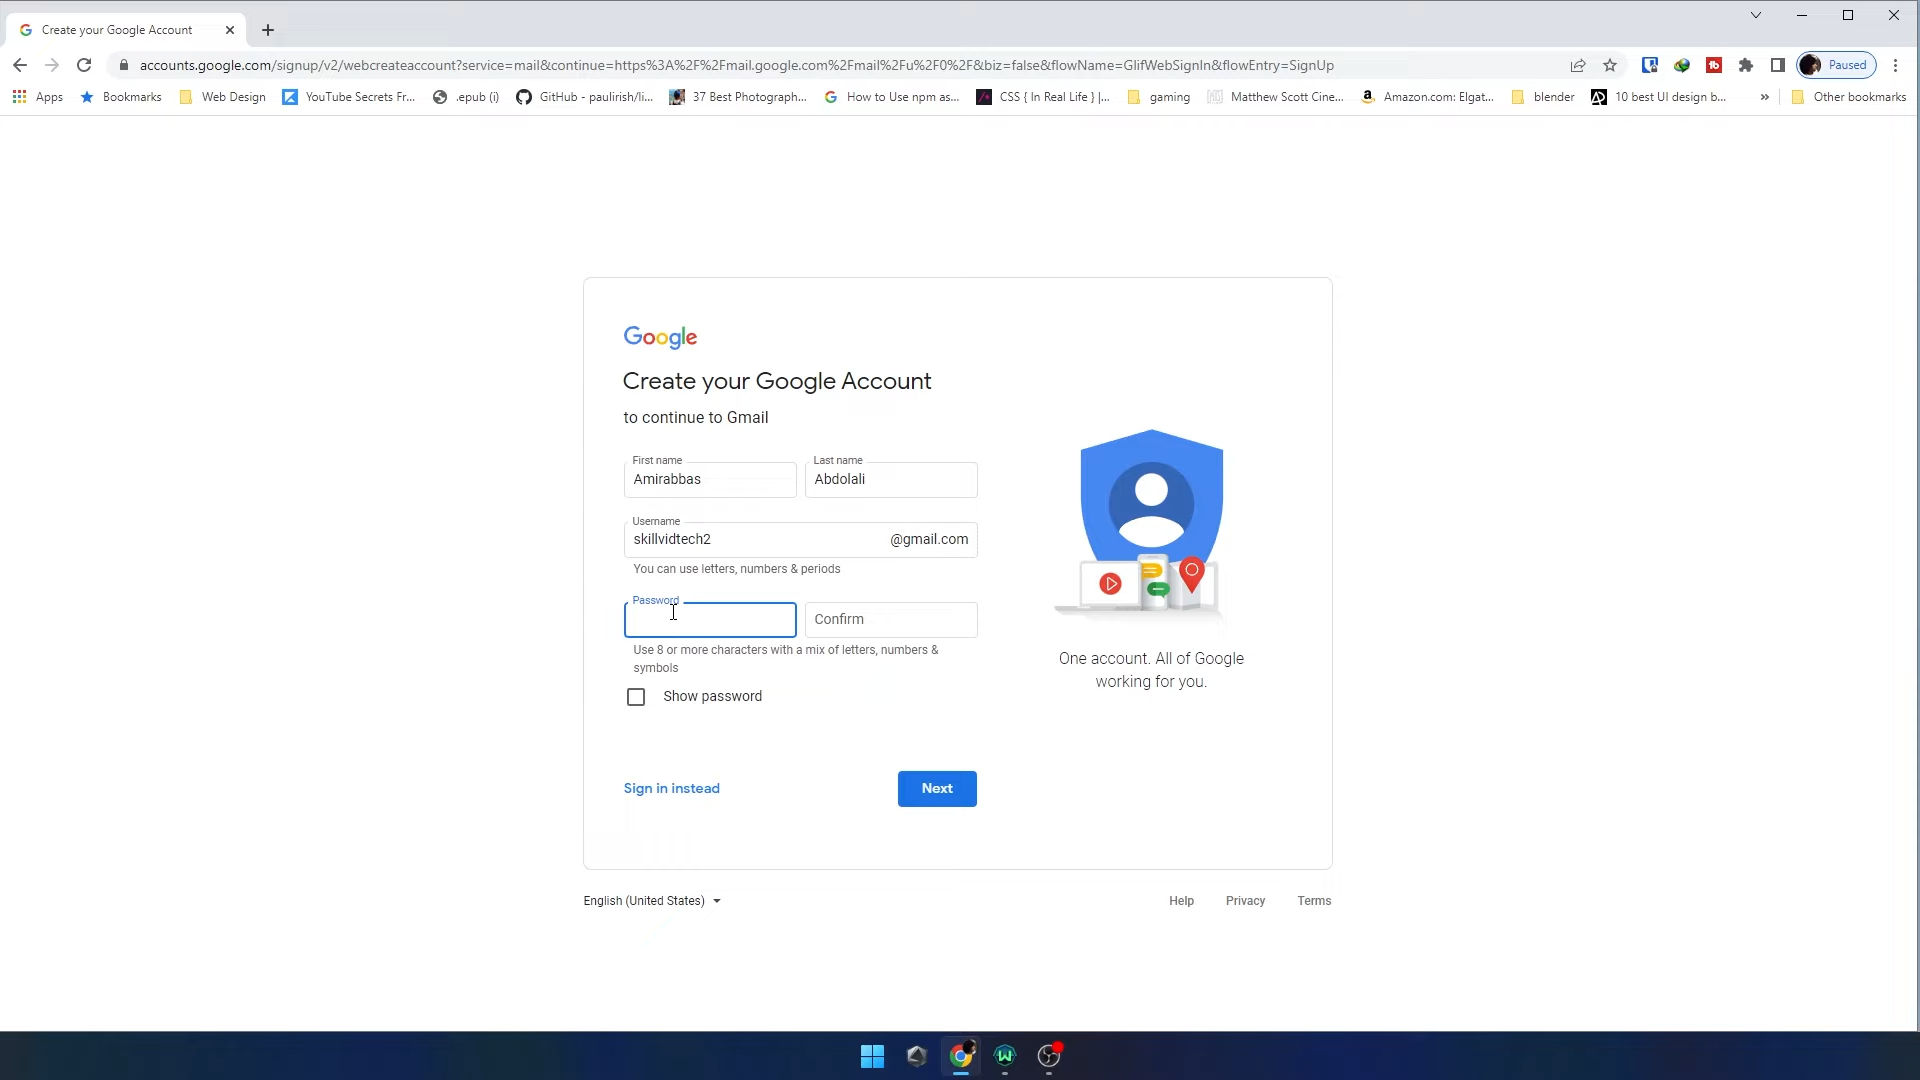 Create your Google Account
accounts.google.com/signup/v2/webcreateaccount?service=mail&continue=https%3A%2F%2Fmail.google.com%2Fmail%2Fu%2F0%2F&biz=false&flowName=GlifWebSignIn&flowEntry=SignUp
Paused
Apps Bookmarks Web Design YouTube Secrets Fr... .epub (i) GitHub - paulirish/li... 37 Best Photograph... How to Use npm as... CSS { In Real Life } |... gaming Matthew Scott Cine... Amazon.com: Elgat... blender 10 best UI design b... » Other bookmarks
Google
Create your Google Account
to continue to Gmail
First name Last name
Amirabbas Abdolali
Username
skillvidtech2 @gmail.com
You can use letters, numbers & periods
Password
Confirm
Use 8 or more characters with a mix of letters, numbers &
symbols
Show password
One account. All of Google
working for you.
Sign in instead Next
English (United States) Help Privacy Terms